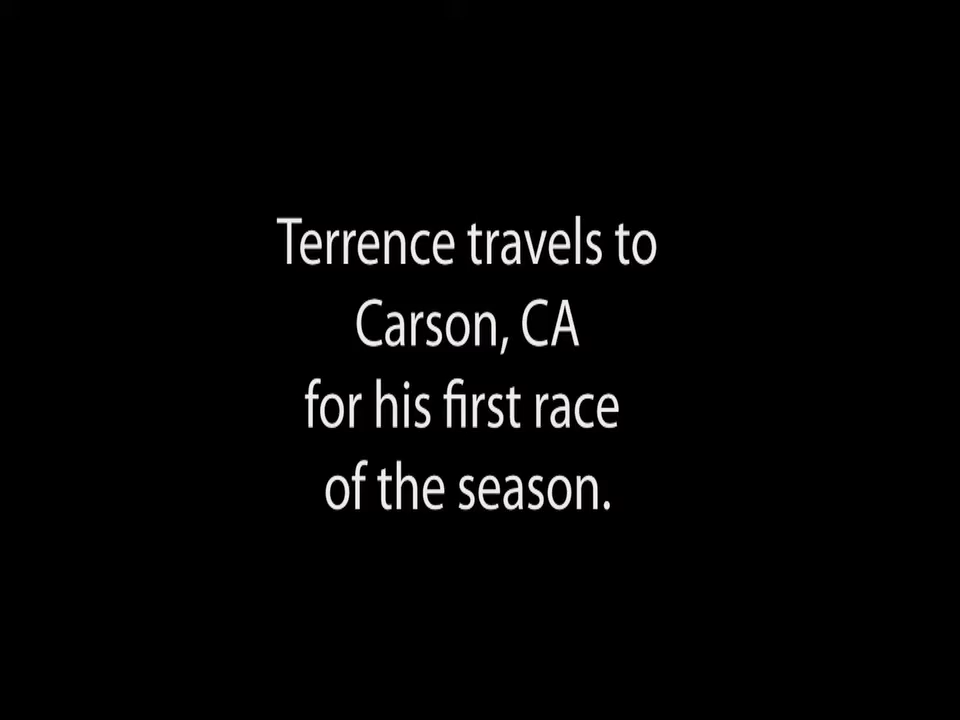 Terrence travels to
Carson, CA
for his first race
of the season.